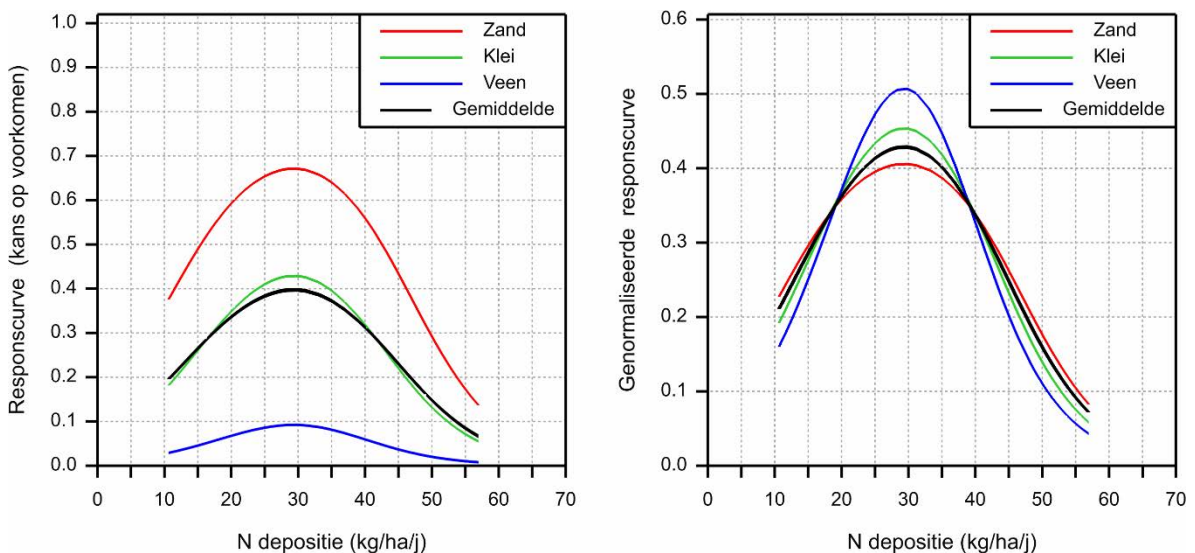 Responscurve (kans op voorkomen)
1.0
0.9
0.8
0.7
0.6
0.5
0.4
0.3
0.2
0.1
0.0
Zand
Klei
Veen
Gemiddelde
0 10 20 30 40 50 60 70
N depositie (kg/ha/j)
Genormaliseerde responscurve
0.6
0.5
0.4
0.3
0.2
0.1
0.0
Zand
Klei
Veen
Gemiddelde
0 10 20 30 40 50 60 70
N depositie (kg/ha/j)